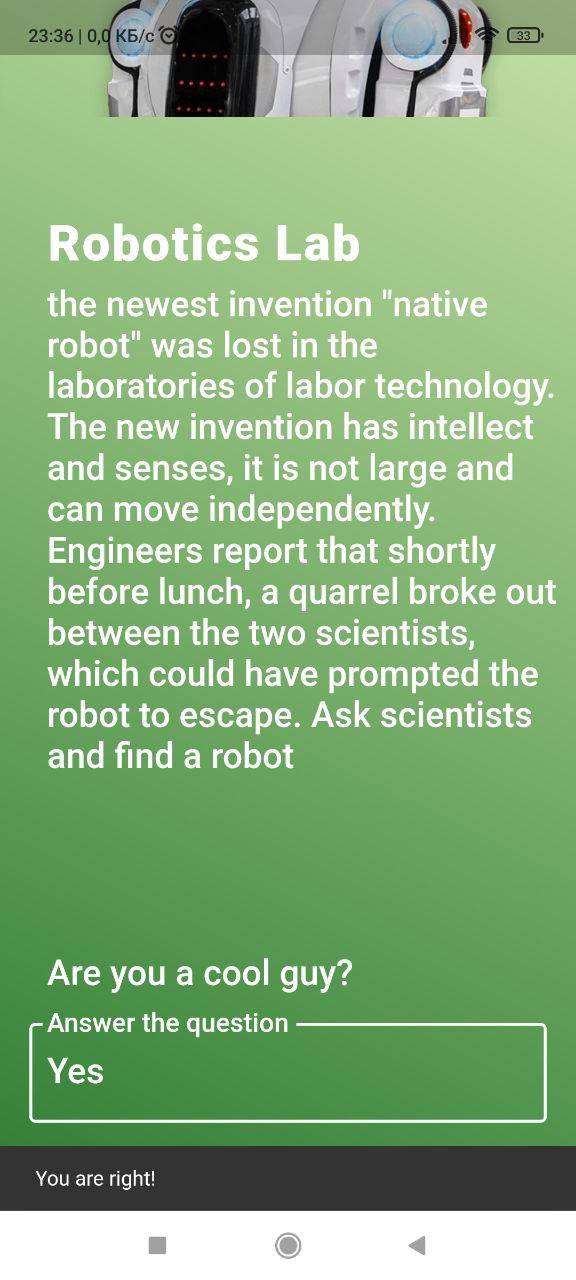 23:36 | 0,0 КБ/с
33
Robotics Lab
the newest invention "native
robot" was lost in the
laboratories of labor technology.
The new invention has intellect
and senses, it is not large and
can move independently.
Engineers report that shortly
before lunch, a quarrel broke out
between the two scientists,
which could have prompted the
robot to escape. Ask scientists
and find a robot
Are you a cool guy?
Answer the question
Yes
You are right!